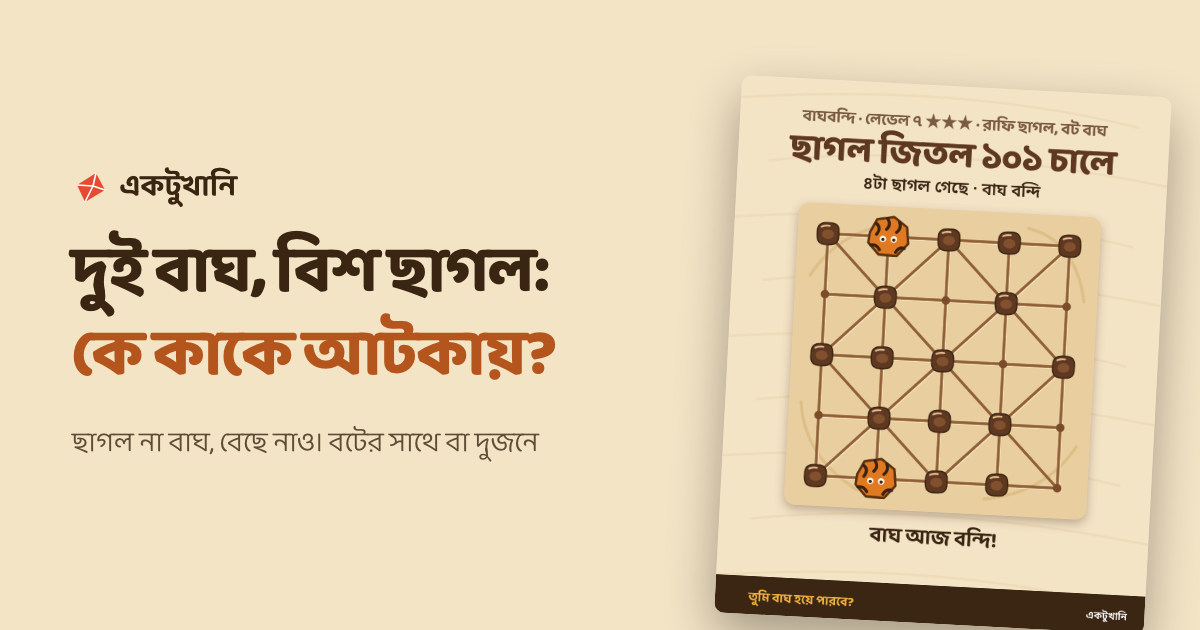 একটুখানি
দুই বাঘ, বিশ ছাগল:
কে কাকে আটকায়?
ছাগল না বাঘ, বেছে নাও। বটের সাথে বা দুজনে
বাঘবন্দি · লেভেল ৭ ★★★ · রাফি ছাগল, বট বাঘ
ছাগল জিতল ১০১ চালে
৪টা ছাগল গেছে · বাঘ বন্দি
বাঘ আজ বন্দি!
তুমি বাঘ হয়ে পারবে?
একটুখানি